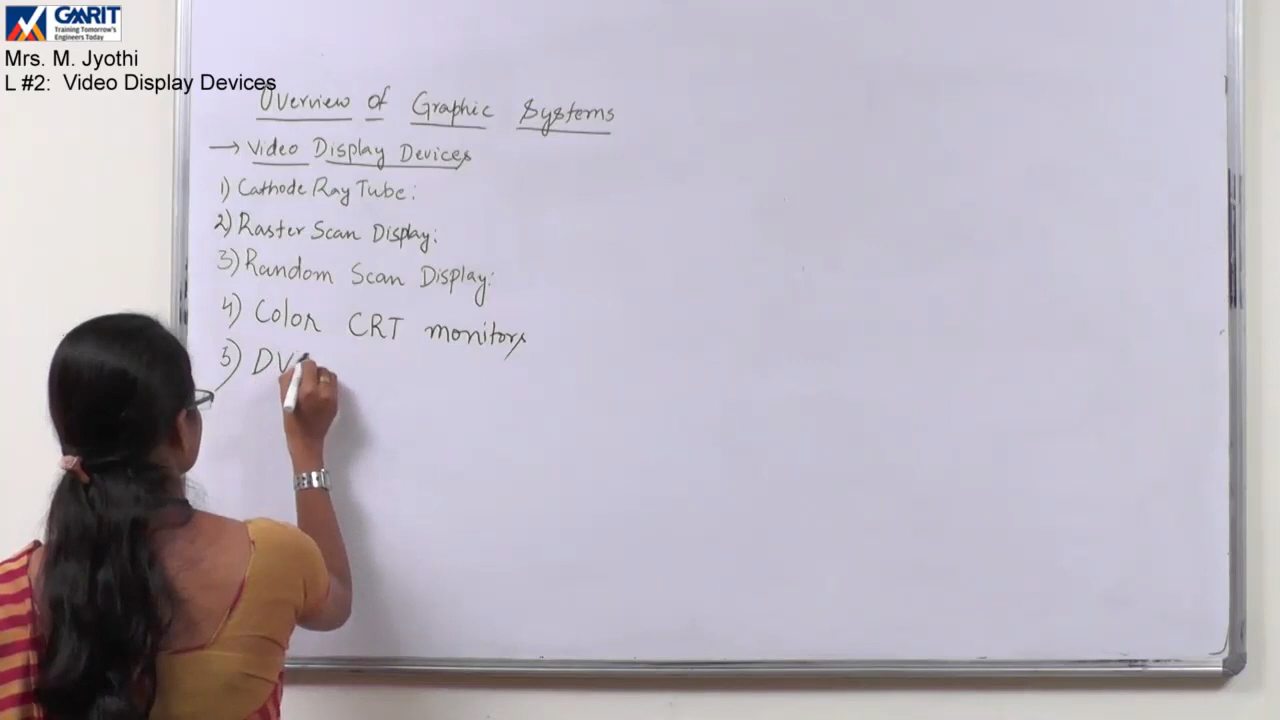 GMRIT
Training Tomorrow's
Engineers Today
Mrs. M. Jyothi
L #2: Video Display Devices
Overview of Graphic Systems
→ Video Display Devices
1) Cathode Ray Tube:
2) Raster Scan Display:
3) Random Scan Display:
4) Color CRT monitors
5) DV